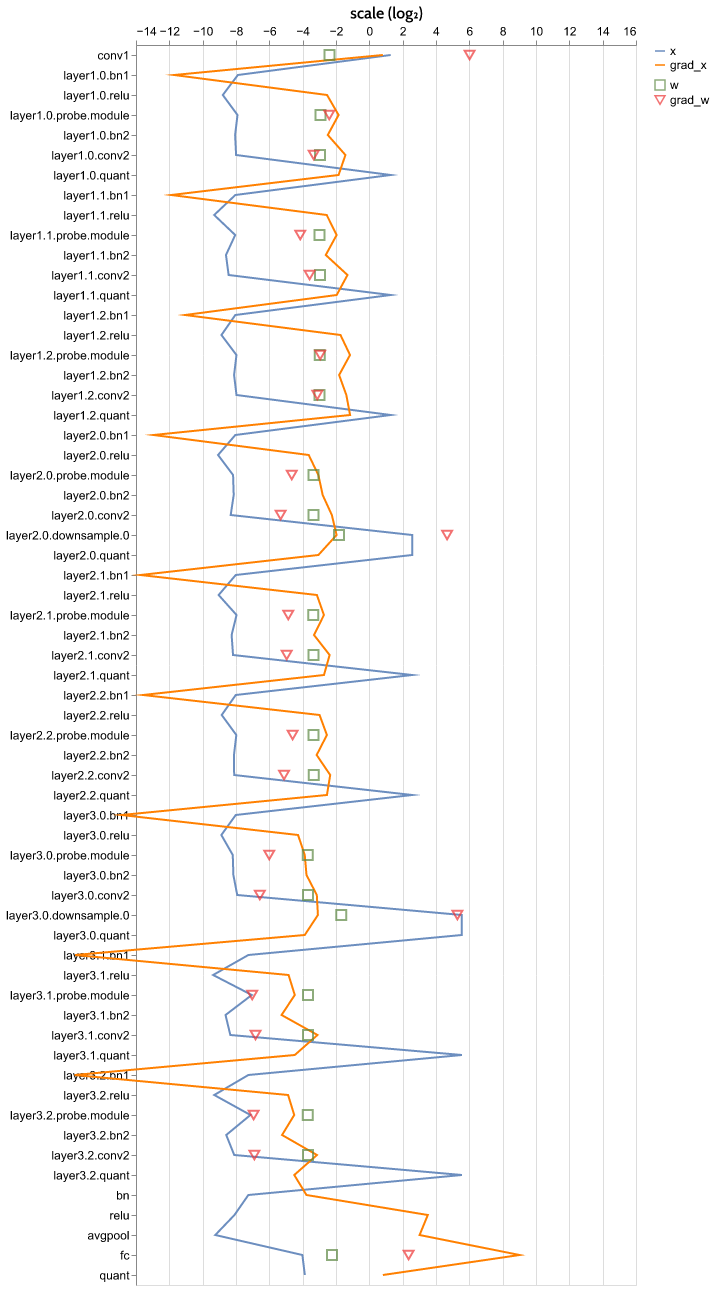 scale (log₂)
−14 −12 −10 −8 −6 −4 −2 0 2 4 6 8 10 12 14 16
x
grad_x
w
grad_w
conv1
layer1.0.bn1
layer1.0.relu
layer1.0.probe.module
layer1.0.bn2
layer1.0.conv2
layer1.0.quant
layer1.1.bn1
layer1.1.relu
layer1.1.probe.module
layer1.1.bn2
layer1.1.conv2
layer1.1.quant
layer1.2.bn1
layer1.2.relu
layer1.2.probe.module
layer1.2.bn2
layer1.2.conv2
layer1.2.quant
layer2.0.bn1
layer2.0.relu
layer2.0.probe.module
layer2.0.bn2
layer2.0.conv2
layer2.0.downsample.0
layer2.0.quant
layer2.1.bn1
layer2.1.relu
layer2.1.probe.module
layer2.1.bn2
layer2.1.conv2
layer2.1.quant
layer2.2.bn1
layer2.2.relu
layer2.2.probe.module
layer2.2.bn2
layer2.2.conv2
layer2.2.quant
layer3.0.bn1
layer3.0.relu
layer3.0.probe.module
layer3.0.bn2
layer3.0.conv2
layer3.0.downsample.0
layer3.0.quant
layer3.1.bn1
layer3.1.relu
layer3.1.probe.module
layer3.1.bn2
layer3.1.conv2
layer3.1.quant
layer3.2.bn1
layer3.2.relu
layer3.2.probe.module
layer3.2.bn2
layer3.2.conv2
layer3.2.quant
bn
relu
avgpool
fc
quant